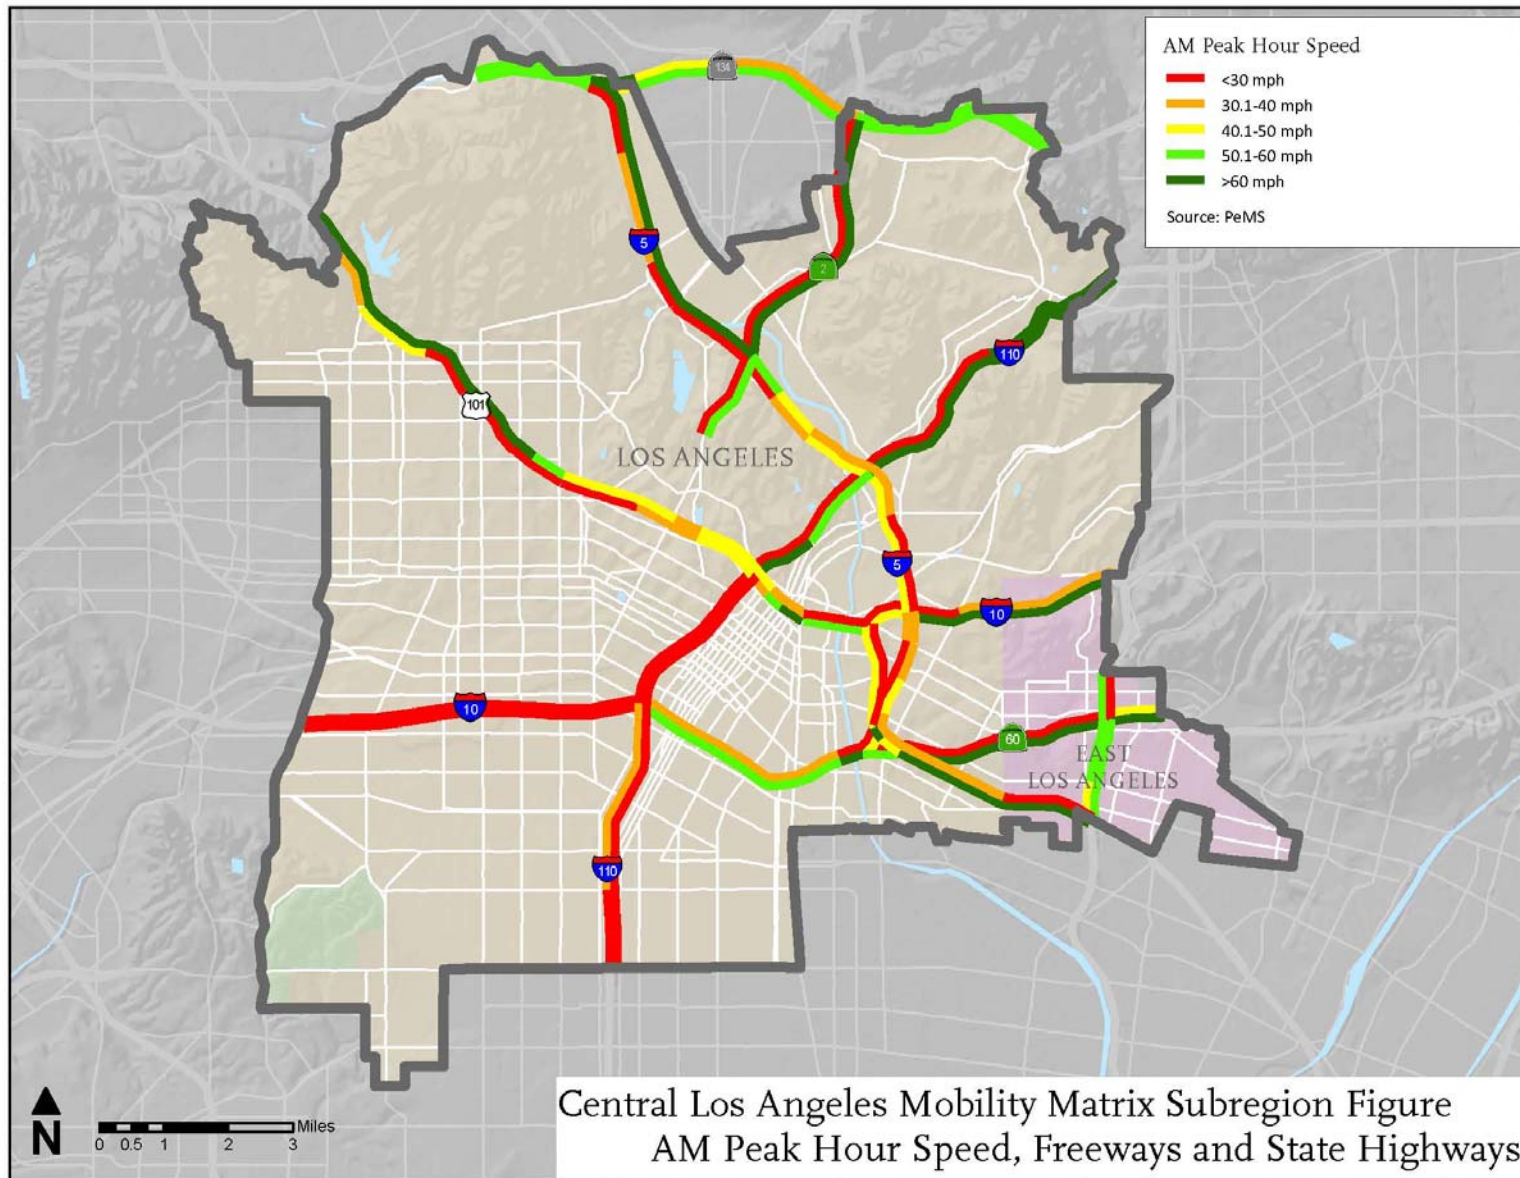 AM Peak Hour Speed
<30 mph
30.1-40 mph
40.1-50 mph
50.1-60 mph
>60 mph
Source: PeMS
134
5
2
110
101
LOS ANGELES
5
10
10
60
EAST
LOS ANGELES
110
N
Miles
0 0.5 1 2 3
Central Los Angeles Mobility Matrix Subregion Figure
AM Peak Hour Speed, Freeways and State Highways